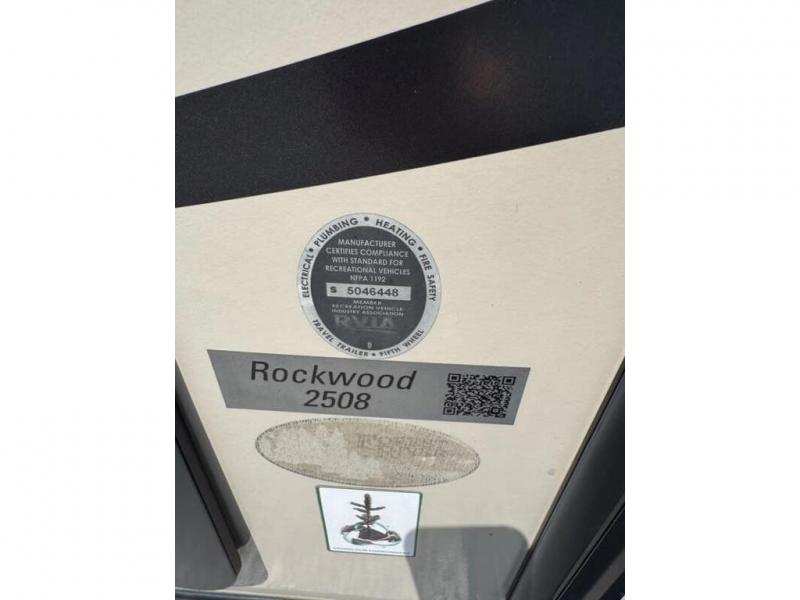 ELECTRICAL • PLUMBING • HEATING • FIRE SAFETY
MANUFACTURER
CERTIFIES COMPLIANCE
WITH STANDARD FOR
RECREATIONAL VEHICLES
NFPA 1192
S 5046448
MEMBER
RECREATION VEHICLE
INDUSTRY ASSOCIATION
RVIA
TRAVEL TRAILER • FIFTH WHEEL
Rockwood
2508